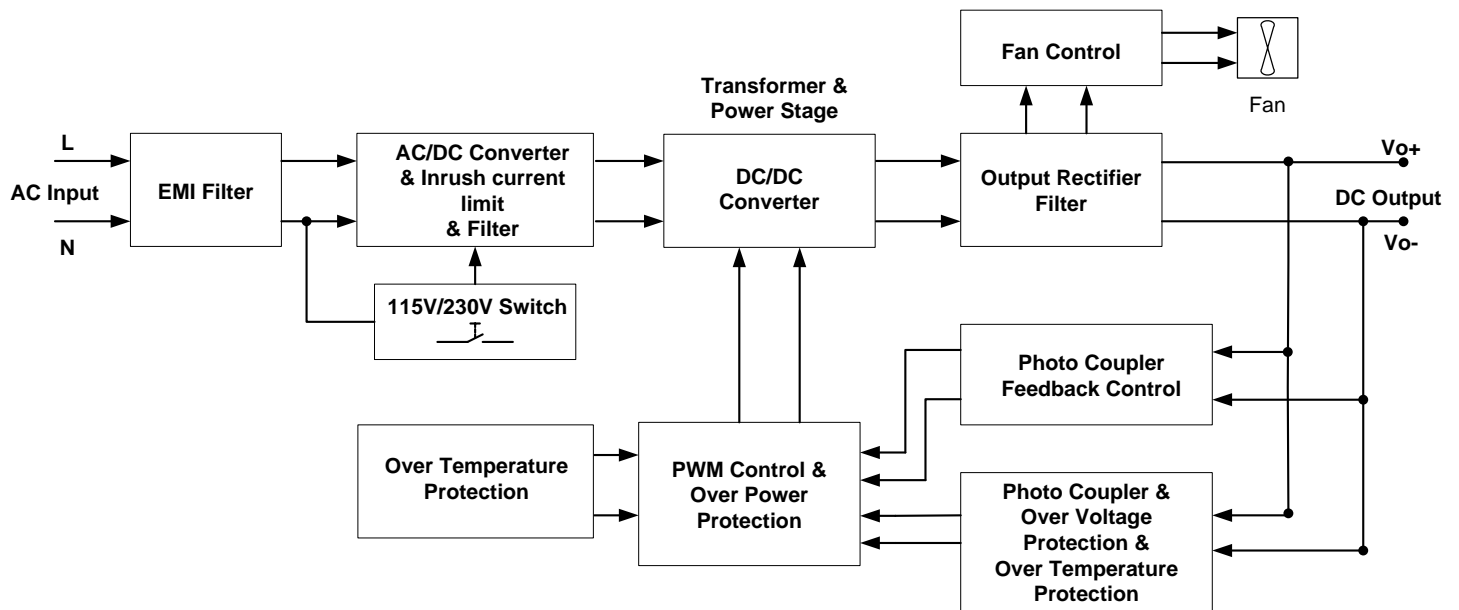 Fan Control
Fan
Transformer &
Power Stage
L
AC Input
N
EMI Filter
AC/DC Converter
& Inrush current
limit
& Filter
DC/DC
Converter
Output Rectifier
Filter
Vo+
DC Output
Vo-
115V/230V Switch
Photo Coupler
Feedback Control
Over Temperature
Protection
PWM Control &
Over Power
Protection
Photo Coupler &
Over Voltage
Protection &
Over Temperature
Protection